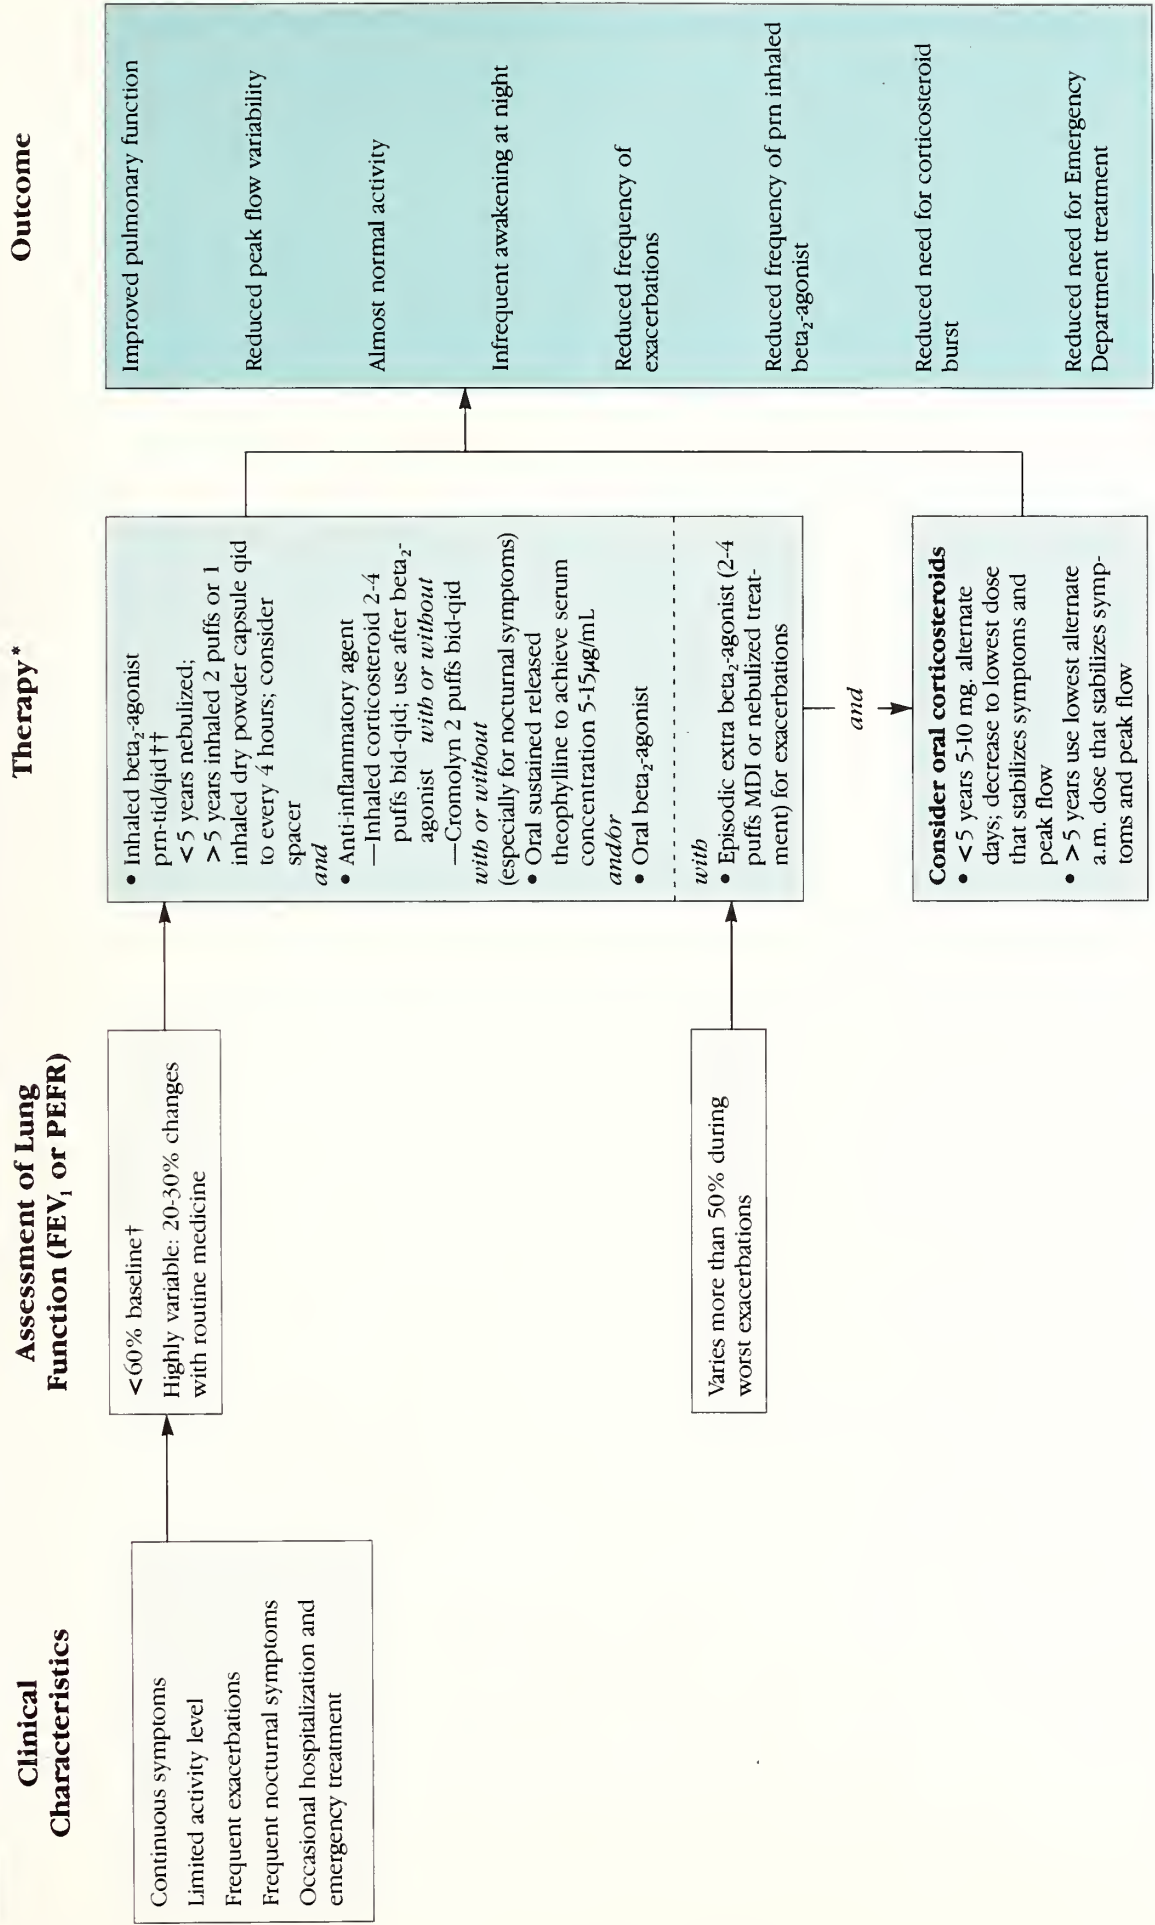 Clinical
Characteristics
Continuous symptoms
Limited activity level
Frequent exacerbations
Frequent nocturnal symptoms
Occasional hospitalization and
emergency treatment
Assessment of Lung
Function (FEV₁ or PEFR)
<60% baseline†
Highly variable: 20-30% changes
with routine medicine
Varies more than 50% during
worst exacerbations
Therapy*
• Inhaled beta₂-agonist
prn-tid/qid††
<5 years nebulized;
>5 years inhaled 2 puffs or 1
inhaled dry powder capsule qid
to every 4 hours; consider
spacer
and
• Anti-inflammatory agent
—Inhaled corticosteroid 2-4
puffs bid-qid; use after beta₂-
agonist with or without
—Cromolyn 2 puffs bid-qid
with or without
(especially for nocturnal symptoms)
• Oral sustained released
theophylline to achieve serum
concentration 5-15µg/mL
and/or
• Oral beta₂-agonist
with
• Episodic extra beta₂-agonist (2-4
puffs MDI or nebulized treat-
ment) for exacerbations
and
Consider oral corticosteroids
• <5 years 5-10 mg. alternate
days; decrease to lowest dose
that stabilizes symptoms and
peak flow
• >5 years use lowest alternate
a.m. dose that stabilizes symp-
toms and peak flow
Outcome
Improved pulmonary function
Reduced peak flow variability
Almost normal activity
Infrequent awakening at night
Reduced frequency of
exacerbations
Reduced frequency of prn inhaled
beta₂-agonist
Reduced need for corticosteroid
burst
Reduced need for Emergency
Department treatment